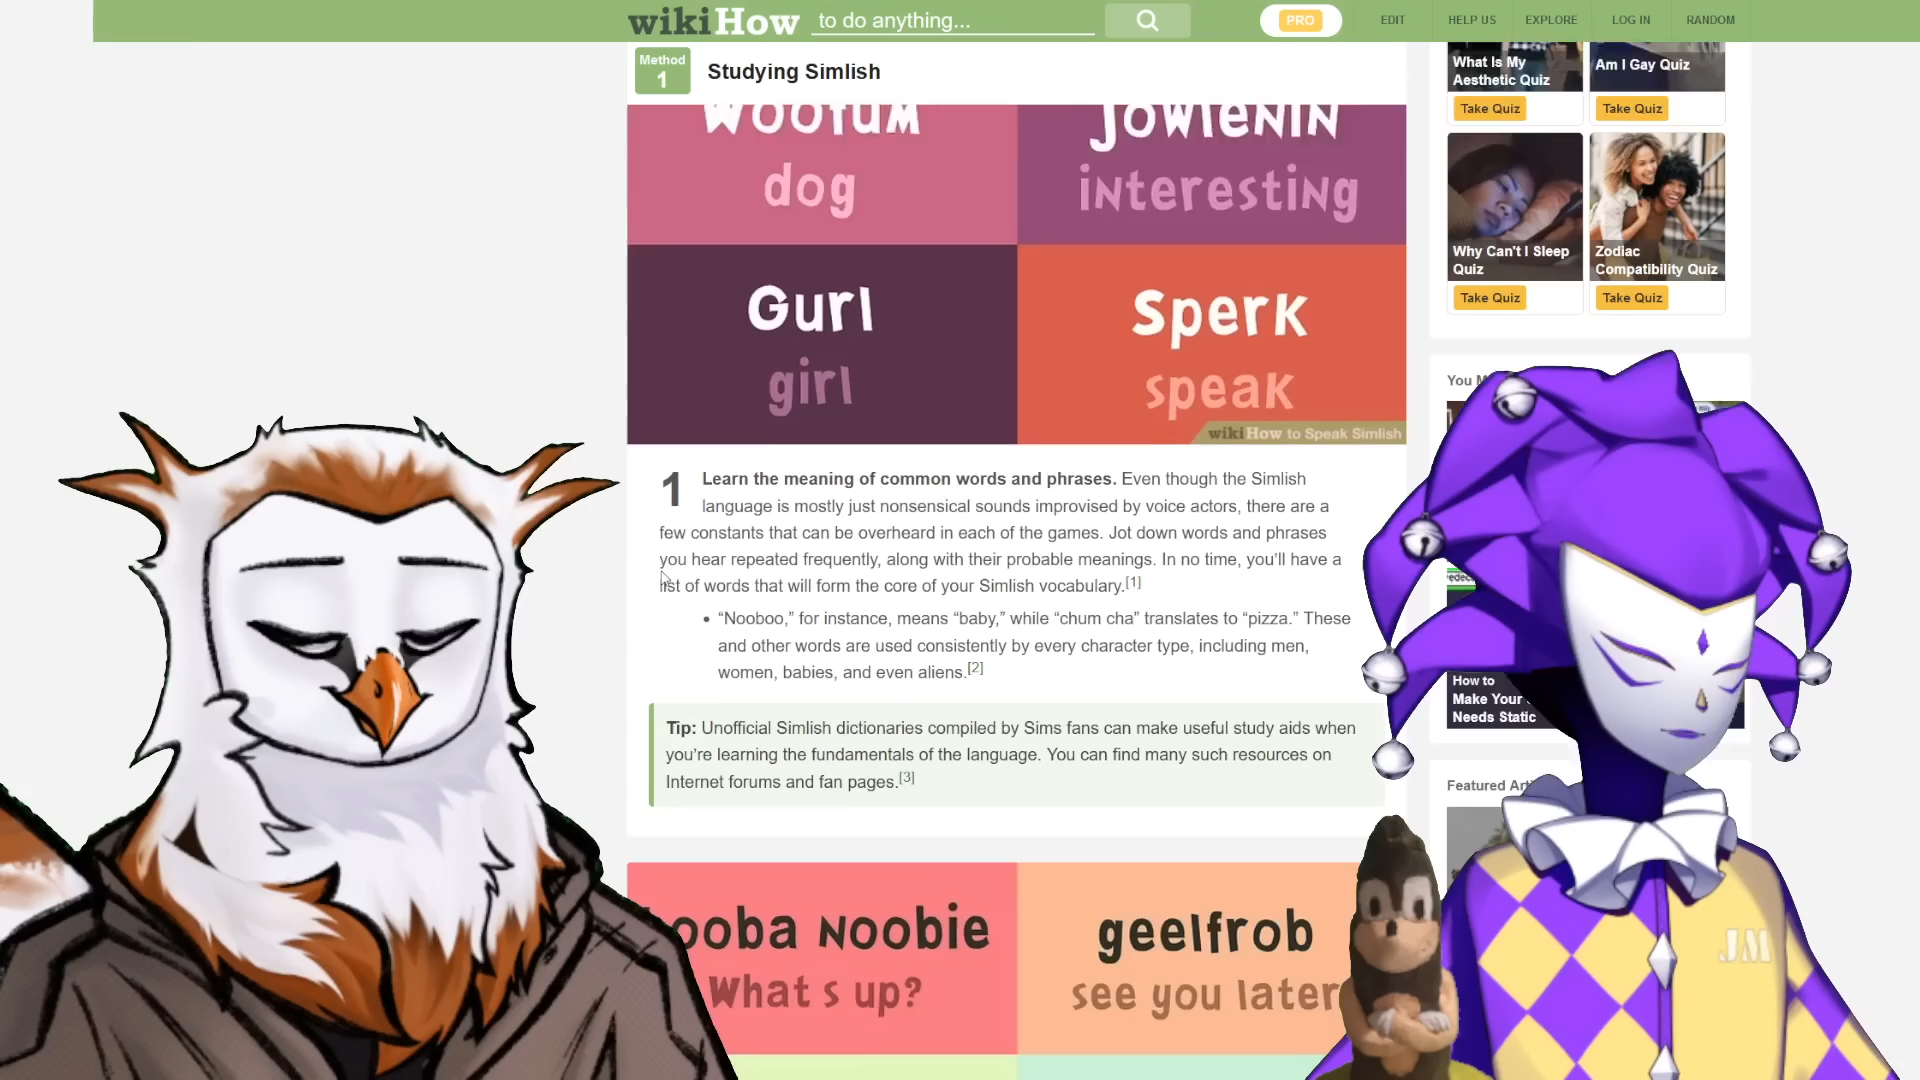 wikiHow to do anything...
PRO
EDIT
HELP US
EXPLORE
LOG IN
RANDOM
Method
1
Studying Simlish
Woofum
dog
Jowlenin
interesting
Gurl
girl
Sperk
speak
wikiHow to Speak Simlish
1 Learn the meaning of common words and phrases. Even though the Simlish
language is mostly just nonsensical sounds improvised by voice actors, there are a
few constants that can be overheard in each of the games. Jot down words and phrases
you hear repeated frequently, along with their probable meanings. In no time, you’ll have a
list of words that will form the core of your Simlish vocabulary.[1]
• “Nooboo,” for instance, means “baby,” while “chum cha” translates to “pizza.” These
and other words are used consistently by every character type, including men,
women, babies, and even aliens.[2]
Tip: Unofficial Simlish dictionaries compiled by Sims fans can make useful study aids when
you’re learning the fundamentals of the language. You can find many such resources on
Internet forums and fan pages.[3]
ooba Noobie
What s up?
geelfrob
see you later
What Is My
Aesthetic Quiz
Take Quiz
Am I Gay Quiz
Take Quiz
Why Can't I Sleep
Quiz
Take Quiz
Zodiac
Compatibility Quiz
Take Quiz
You
How to
Make Your
Needs Static
Featured
JM